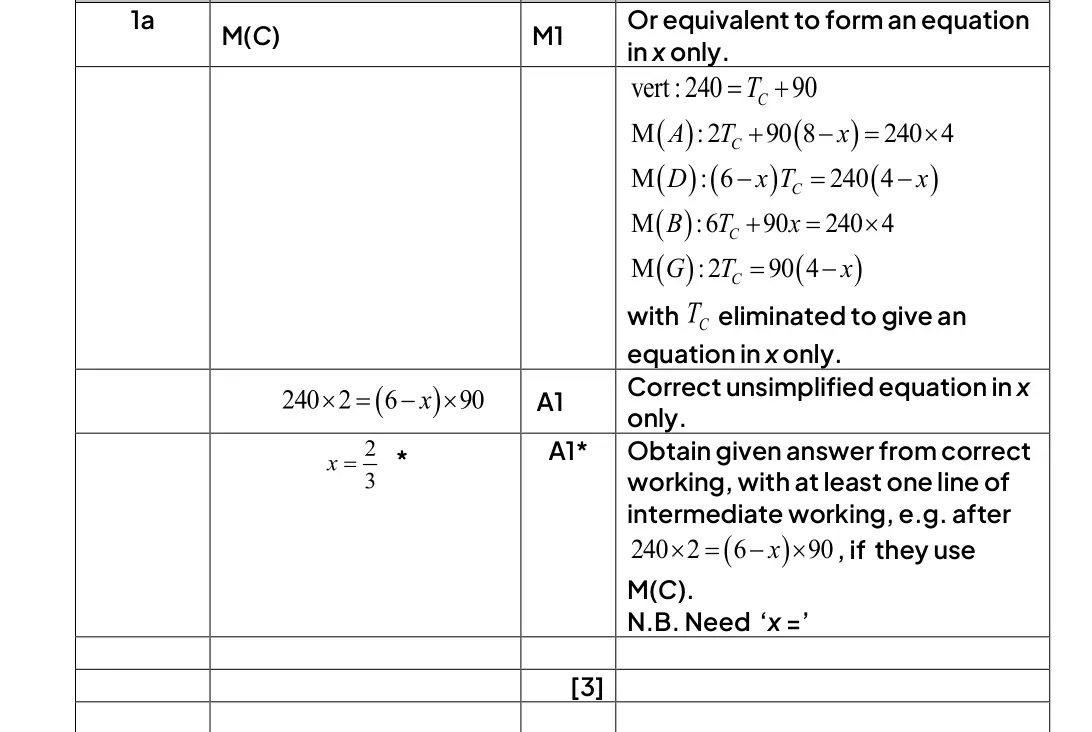 1a
M(C)
M1
Or equivalent to form an equation
in x only.
vert : 240 = T_C + 90
M(A): 2T_C + 90(8 − x) = 240 × 4
M(D): (6 − x)T_C = 240(4 − x)
M(B): 6T_C + 90x = 240 × 4
M(G): 2T_C = 90(4 − x)
with T_C eliminated to give an
equation in x only.
240 × 2 = (6 − x) × 90
A1
Correct unsimplified equation in x
only.
x = 2/3 *
A1*
Obtain given answer from correct
working, with at least one line of
intermediate working, e.g. after
240 × 2 = (6 − x) × 90 , if they use
M(C).
N.B. Need ‘x =’
[3]